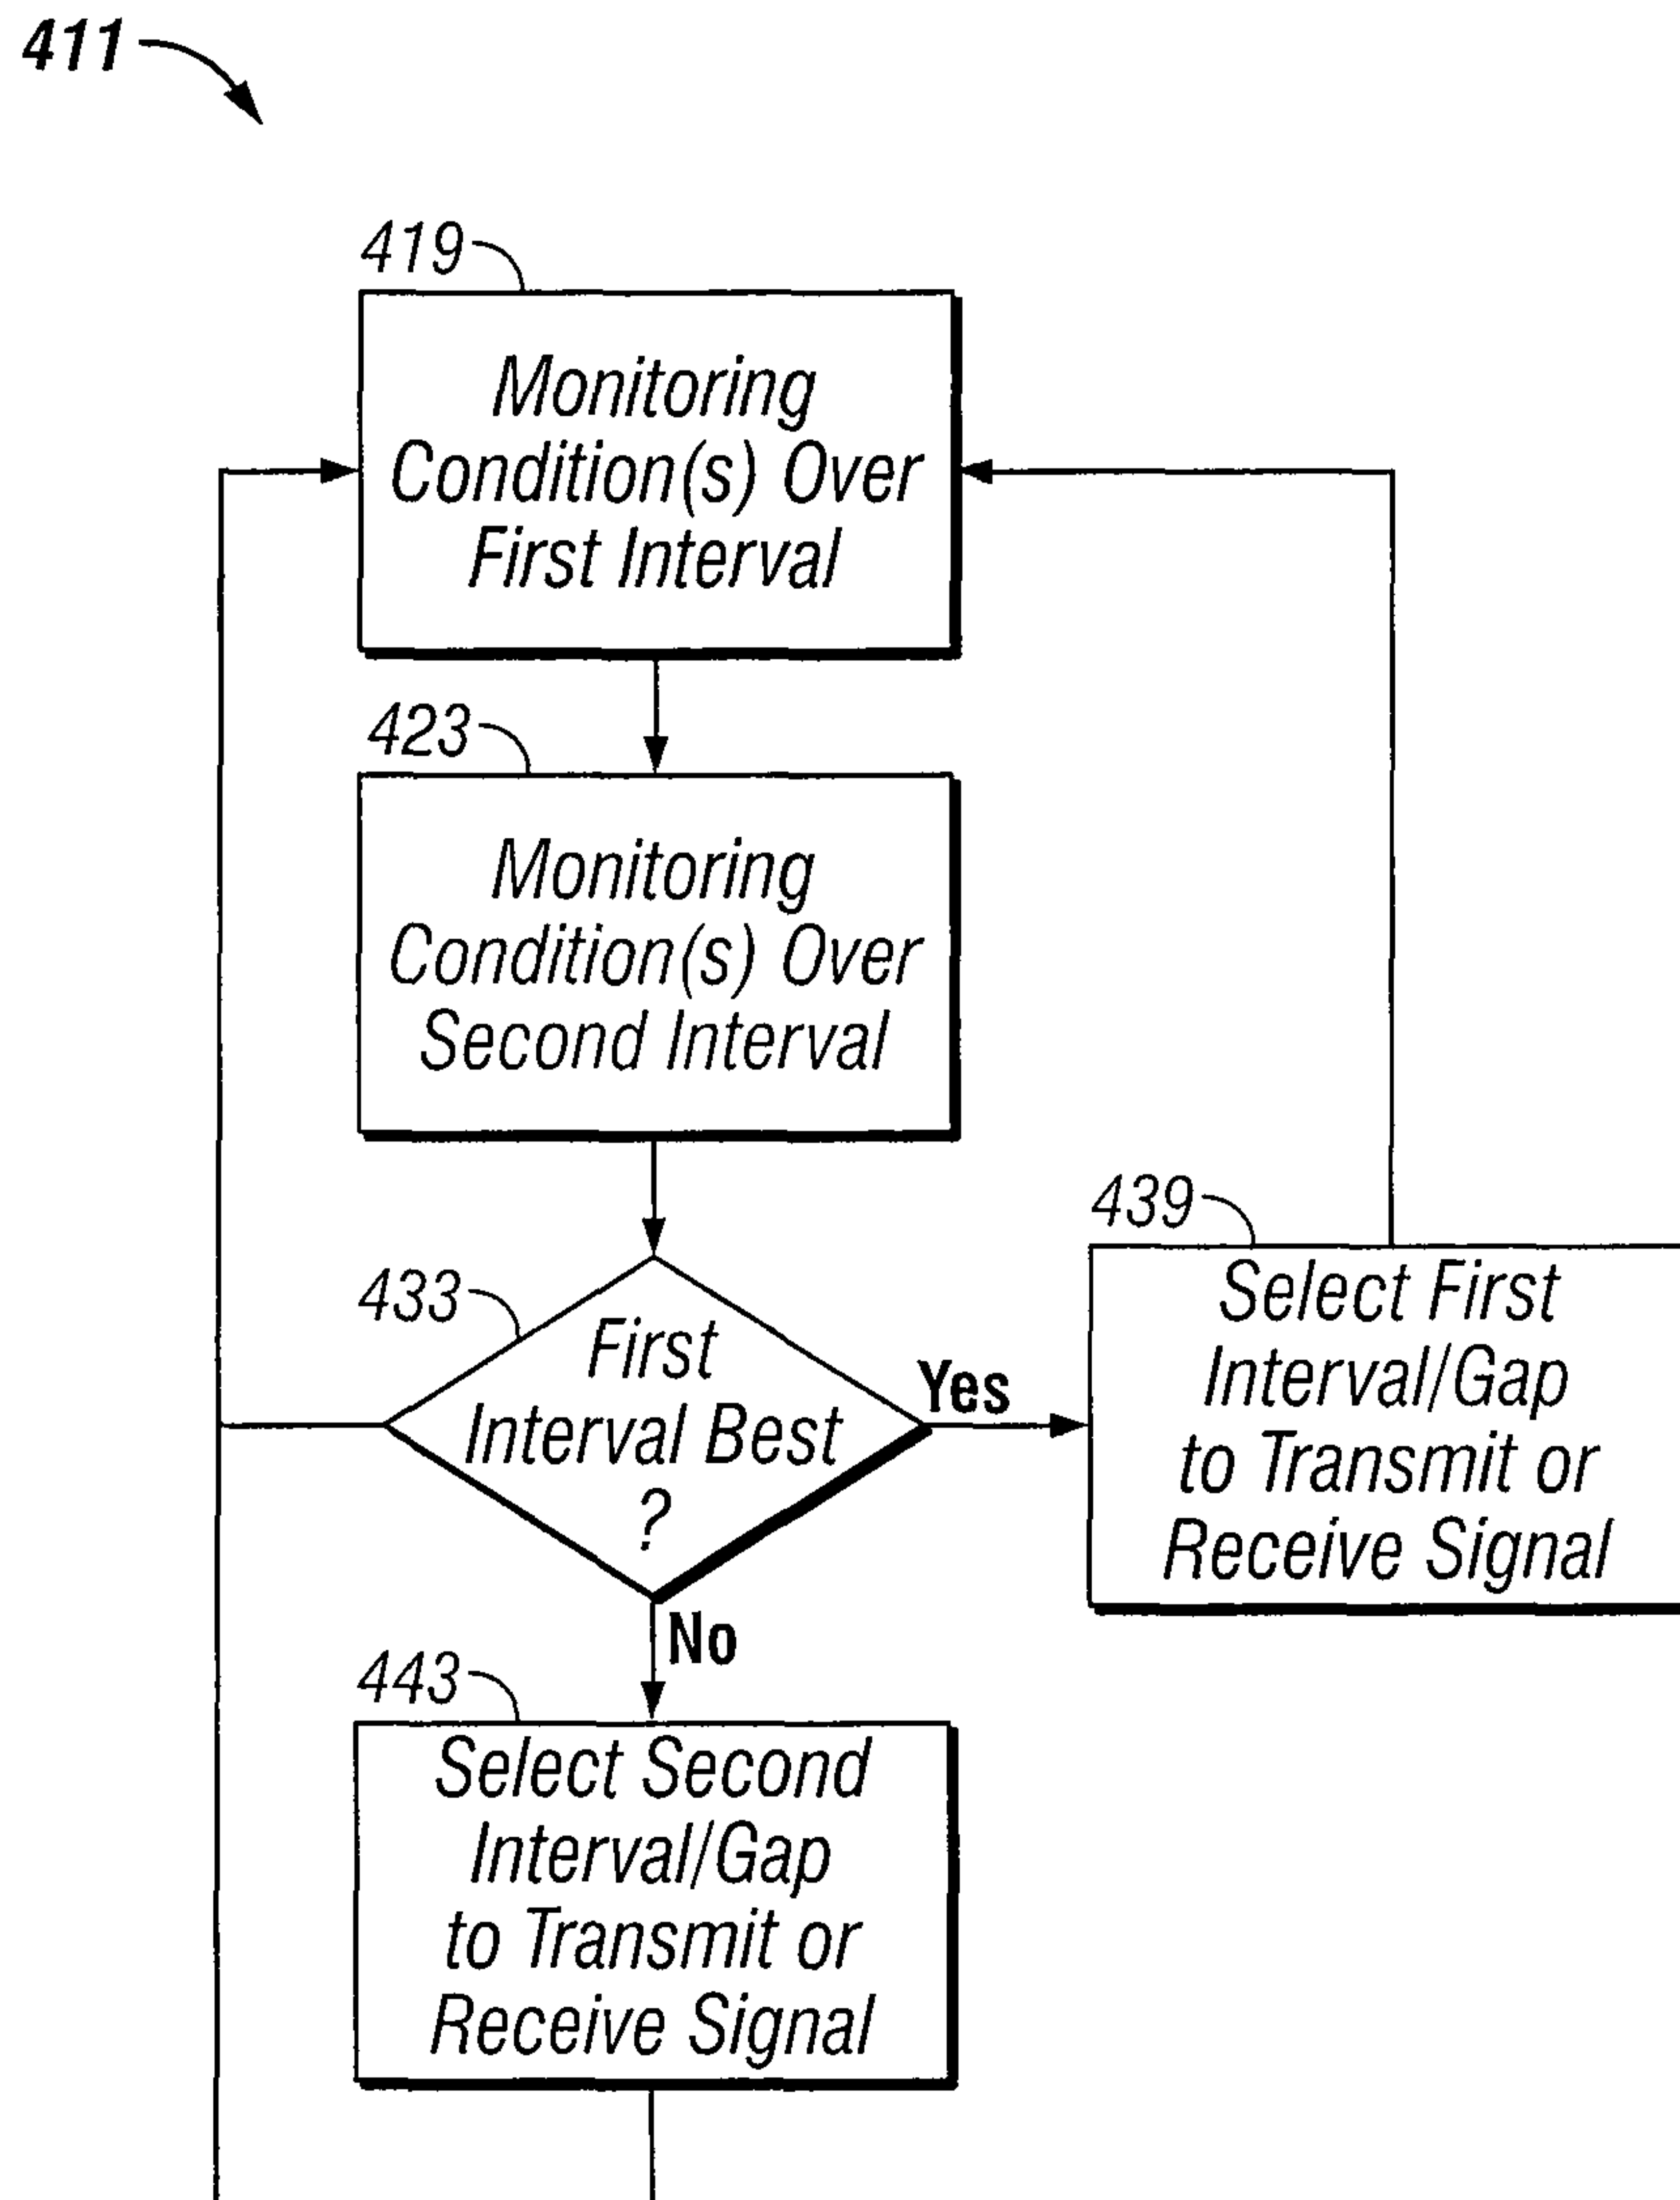 411
419
Monitoring
Condition(s) Over
First Interval
423
Monitoring
Condition(s) Over
Second Interval
433
First
Interval Best
?
Yes
439
Select First
Interval/Gap
to Transmit or
Receive Signal
No
443
Select Second
Interval/Gap
to Transmit or
Receive Signal